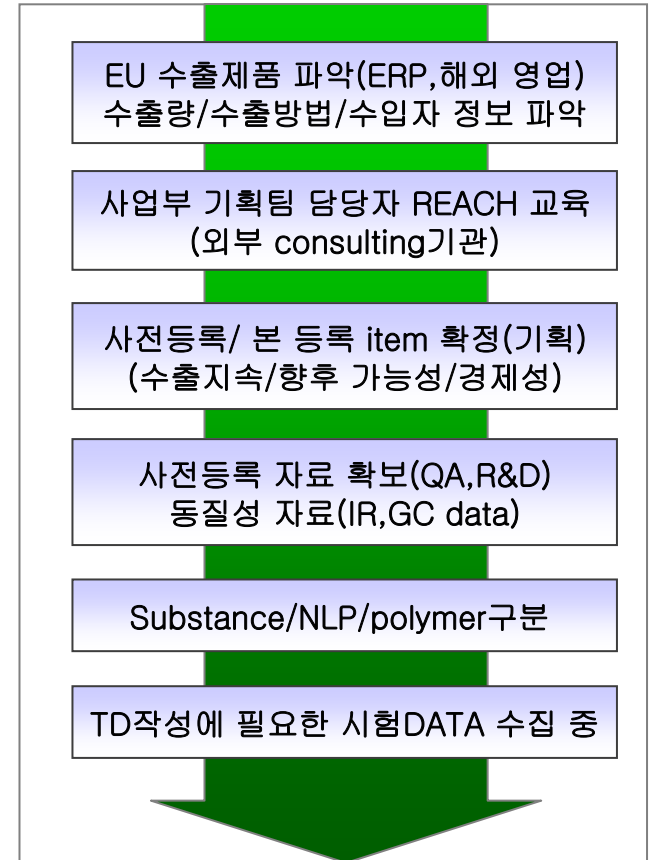 EU 수출제품 파악(ERP,해외 영업)
수출량/수출방법/수입자 정보 파악
사업부 기획팀 담당자 REACH 교육
(외부 consulting기관)
사전등록/ 본 등록 item 확정(기획)
(수출지속/향후 가능성/경제성)
사전등록 자료 확보(QA,R&D)
동질성 자료(IR,GC data)
Substance/NLP/polymer구분
TD작성에 필요한 시험DATA 수집 중